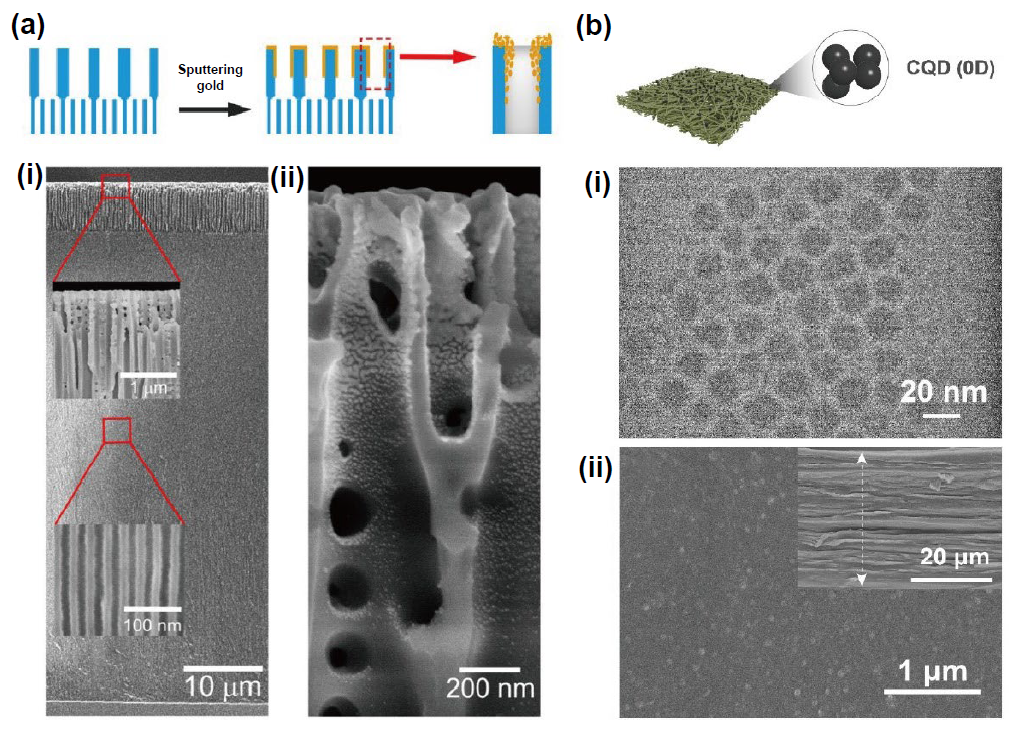 (a)
Sputtering
gold
(b)
CQD (0D)
(i)
1 μm
100 nm
10 μm
(ii)
200 nm
(i)
20 nm
(ii)
20 μm
1 μm